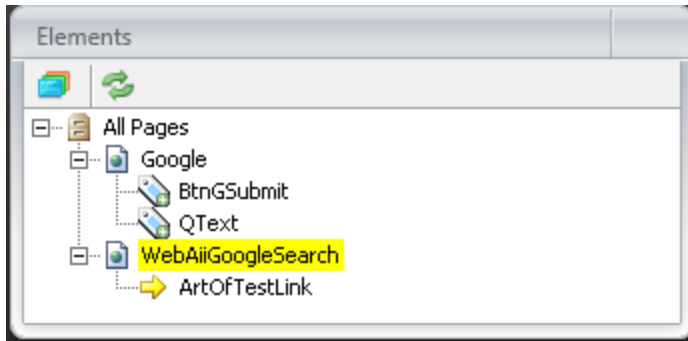 Elements
All Pages
Google
BtnGSubmit
QText
WebAiiGoogleSearch
ArtOfTestLink